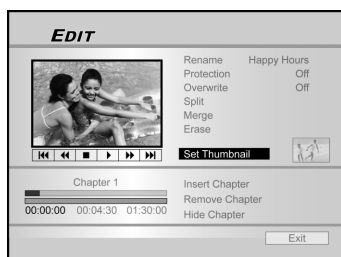 EDIT
Rename Happy Hours
Protection Off
Overwrite Off
Split
Merge
Erase
Set Thumbnail
Chapter 1
00:00:00 00:04:30 01:30:00
Insert Chapter
Remove Chapter
Hide Chapter
Exit